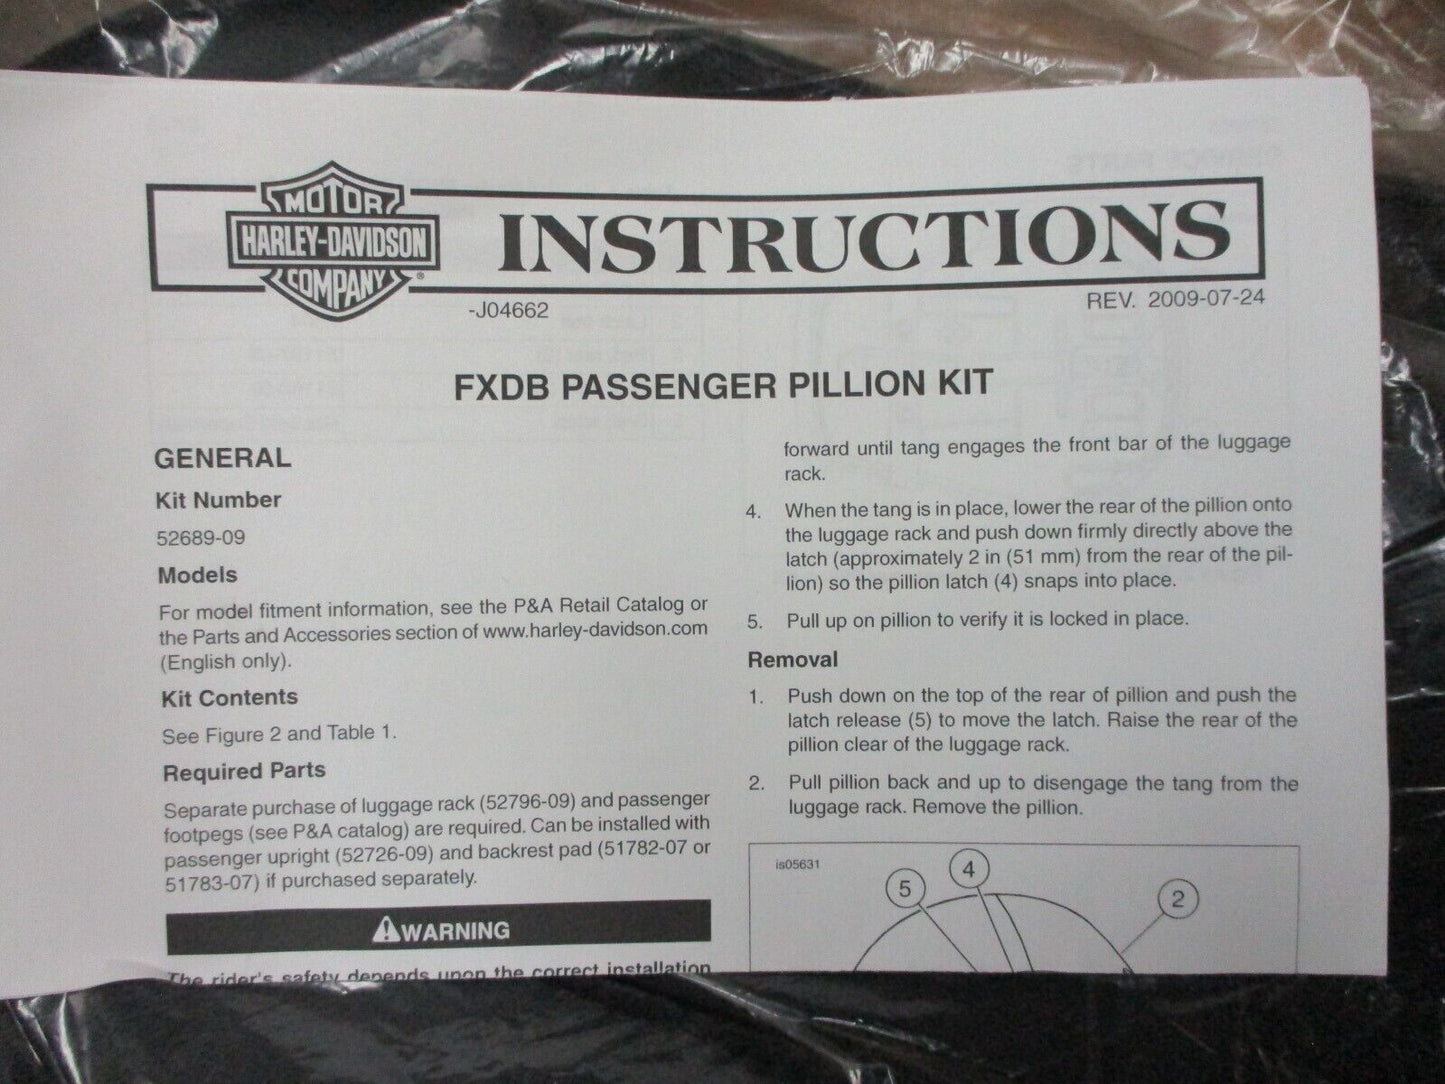 MOTOR
HARLEY-DAVIDSON
COMPANY
®
INSTRUCTIONS
-J04662
REV. 2009-07-24
FXDB PASSENGER PILLION KIT
GENERAL
Kit Number
52689-09
Models
For model fitment information, see the P&A Retail Catalog or
the Parts and Accessories section of www.harley-davidson.com
(English only).
Kit Contents
See Figure 2 and Table 1.
Required Parts
Separate purchase of luggage rack (52796-09) and passenger
footpegs (see P&A catalog) are required. Can be installed with
passenger upright (52726-09) and backrest pad (51782-07 or
51783-07) if purchased separately.
WARNING
The rider's safety depends upon the correct installation
forward until tang engages the front bar of the luggage
rack.
4. When the tang is in place, lower the rear of the pillion onto
the luggage rack and push down firmly directly above the
latch (approximately 2 in (51 mm) from the rear of the pil-
lion) so the pillion latch (4) snaps into place.
5. Pull up on pillion to verify it is locked in place.
Removal
1. Push down on the top of the rear of pillion and push the
latch release (5) to move the latch. Raise the rear of the
pillion clear of the luggage rack.
2. Pull pillion back and up to disengage the tang from the
luggage rack. Remove the pillion.
is05631
5
4
2